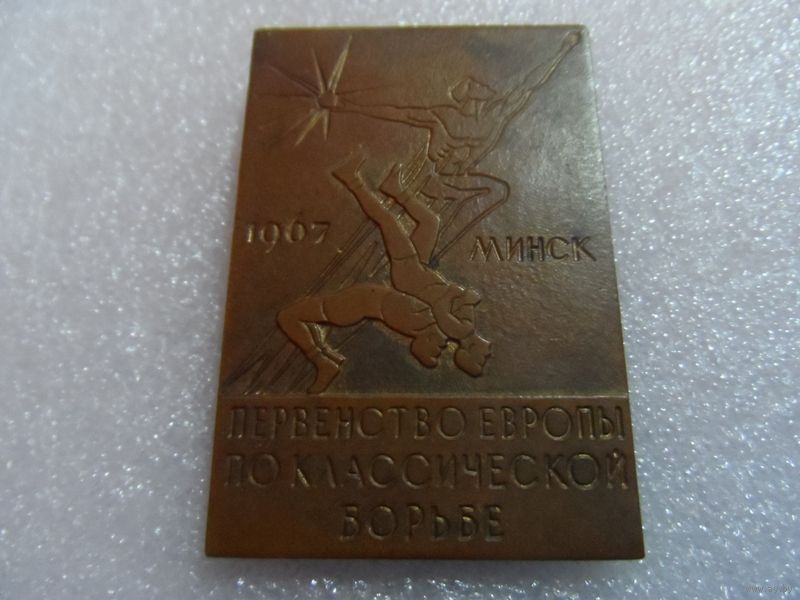 1967 МИНСК
ПЕРВЕНСТВО ЕВРОПЫ
ПО КЛАССИЧЕСКОЙ
БОРЬБЕ